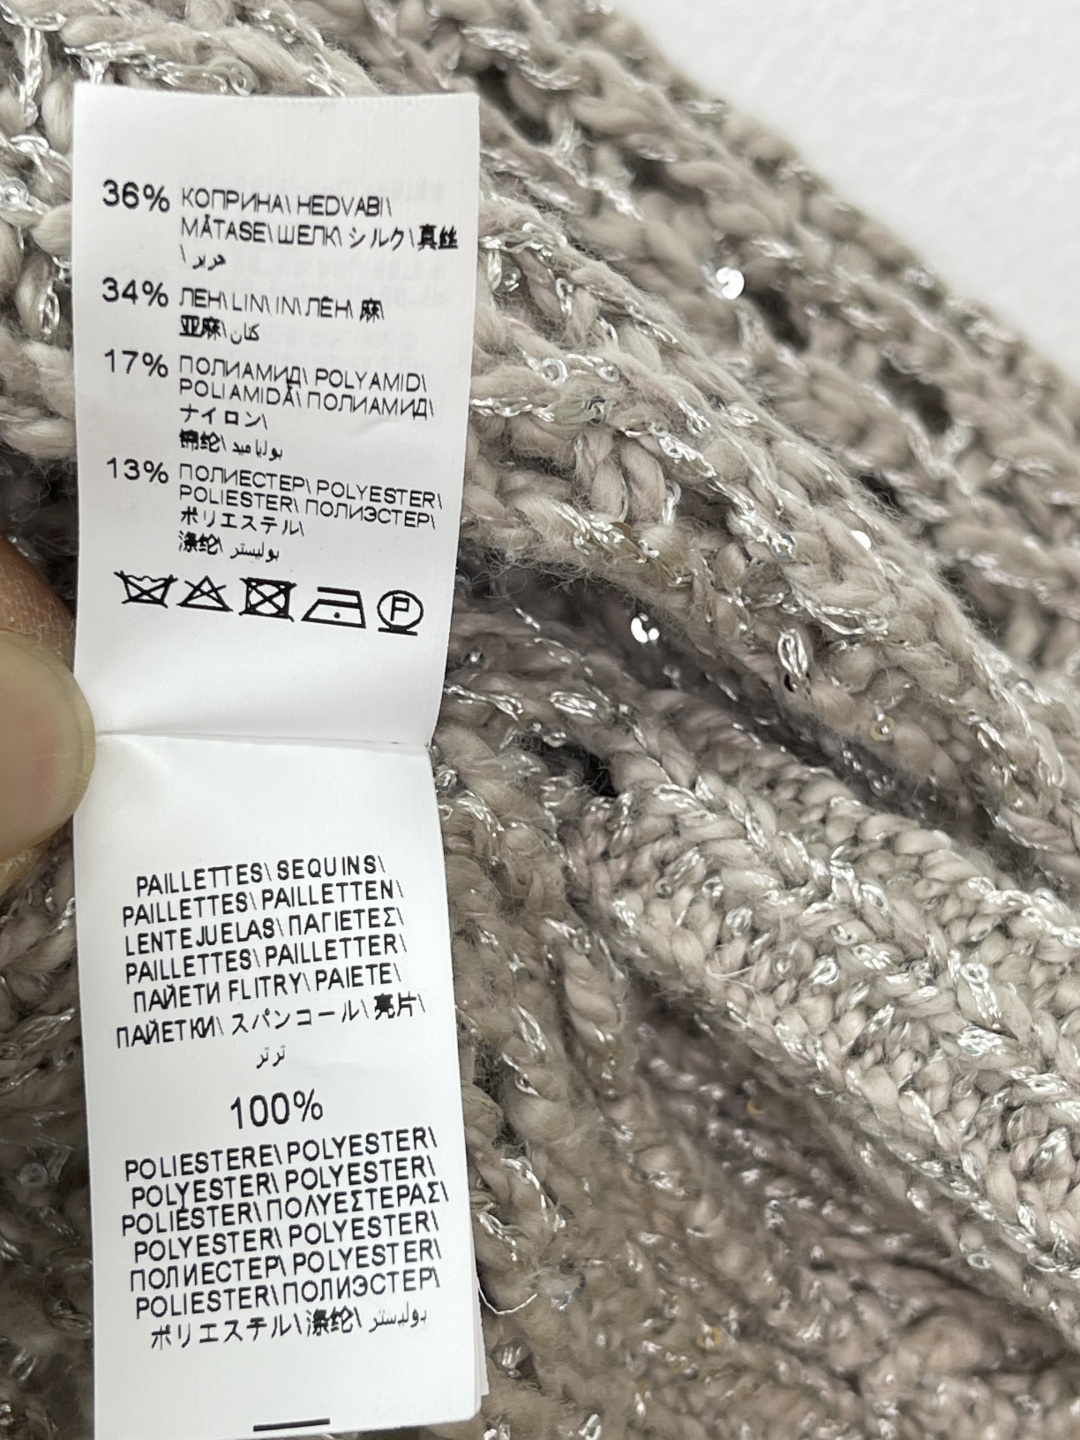 36% КОПРИНА\ HEDVABI\
MĂTASE\ ШЕЛК\ シルク\ 真丝
\ حرير
34% ЛЕН\ LIN\ IN\ ЛЁН\ 麻\
亚麻\ كتان
17% ПОЛИАМИД\ POLYAMID\
POLIAMIDĂ\ ПОЛИАМИД\
ナイロン\
锦纶\ بولياميد
13% ПОЛИЕСТЕР\ POLYESTER\
POLIESTER\ ПОЛИЭСТЕР\
ポリエステル\
涤纶\ بوليستر
P
PAILLETTES\ SEQUINS\
PAILLETTES\ PAILLETTEN\
LENTEJUELAS\ ΠΑΓΙΕΤΕΣ\
PAILLETTES\ PAILLETTER\
ПАЙЕТИ FLITRY\ PAIETE\
ПАЙЕТКИ\ スパンコール\ 亮片\
ترتر
100%
POLIESTERE\ POLYESTER\
POLYESTER\ POLYESTER\
POLIÉSTER\ ΠΟΛΥΕΣΤΕΡΑΣ\
POLYESTER\ POLYESTER\
ПОЛИЕСТЕР\ POLYESTER\
POLIESTER\ ПОЛИЭСТЕР\
ポリエステル\ 涤纶\ بوليستر